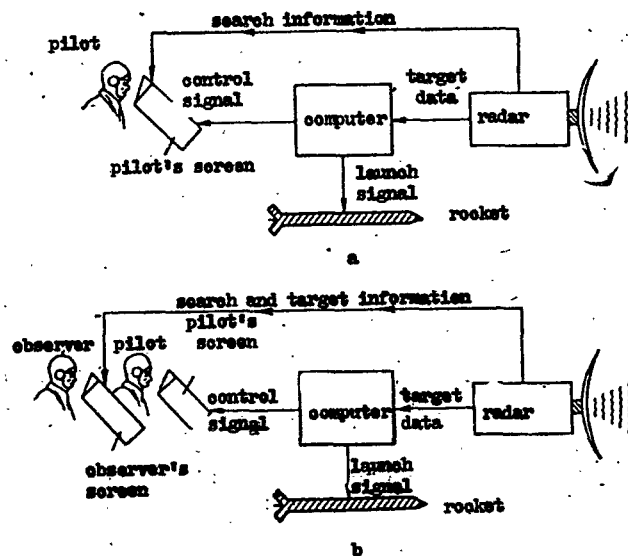 search information
pilot
control
signal
target
data
computer
radar
pilot's screen
launch
signal
rocket
a
search and target information
observer
pilot
pilot's
screen
control
signal
computer
target
data
radar
observer's
screen
launch
signal
rocket
b